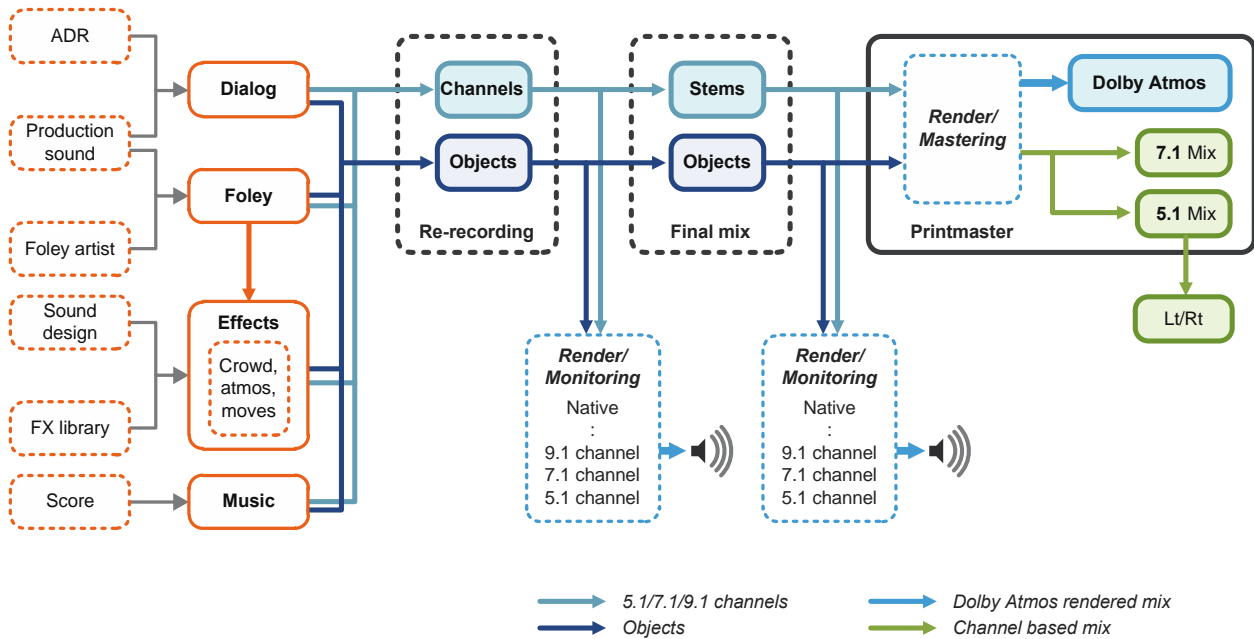 ADR
Production
sound
Foley artist
Sound
design
FX library
Score
Dialog
Foley
Effects
Crowd,
atmos,
moves
Music
Channels
Objects
Re-recording
Stems
Objects
Final mix
Render/
Mastering
Printmaster
Dolby Atmos
7.1 Mix
5.1 Mix
Lt/Rt
Render/
Monitoring
Native
:
9.1 channel
7.1 channel
5.1 channel
Render/
Monitoring
Native
:
9.1 channel
7.1 channel
5.1 channel
5.1/7.1/9.1 channels
Objects
Dolby Atmos rendered mix
Channel based mix